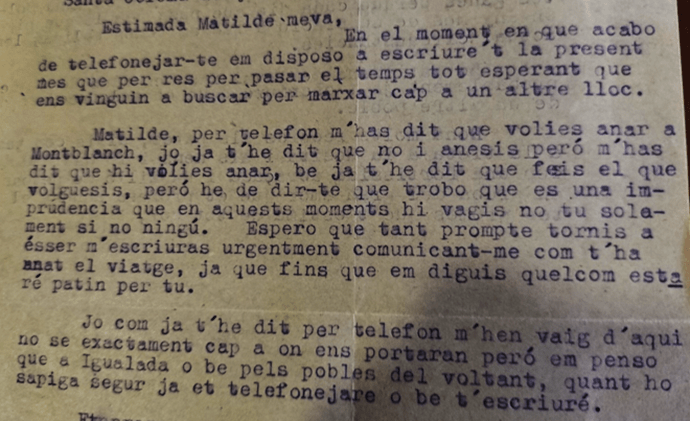 Santa
Estimada Matilde meva,
En el moment en que acabo
de telefonejar-te em disposo a escriure´t la present
mes que per res per pasar el temps tot esperant que
ens vinguin a buscar per marxar cap a un altre lloc.
Matilde, per telefon m´has dit que volies anar a
Montblanch, jo ja t´he dit que no i anesis peró m´has
dit que hi volies anar, be ja t´he dit que feis el que
volguesis, peró he de dir-te que trobo que es una im-
prudencia que en aquests moments hi vagis no tu sola-
ment si no ningú. Espero que tant prompte tornis a
ésser m´escriuras urgentment comunicant-me com t´ha
anat el viatge, ja que fins que em diguis quelcom esta
ré patin per tu.
Jo com ja t´he dit per telefon m´hen vaig d´aqui
no se exactament cap a on ens portaran peró em penso
que a Igualada o be pels pobles del voltant, quant ho
sapiga segur ja et telefonejare o be t´escriuré.